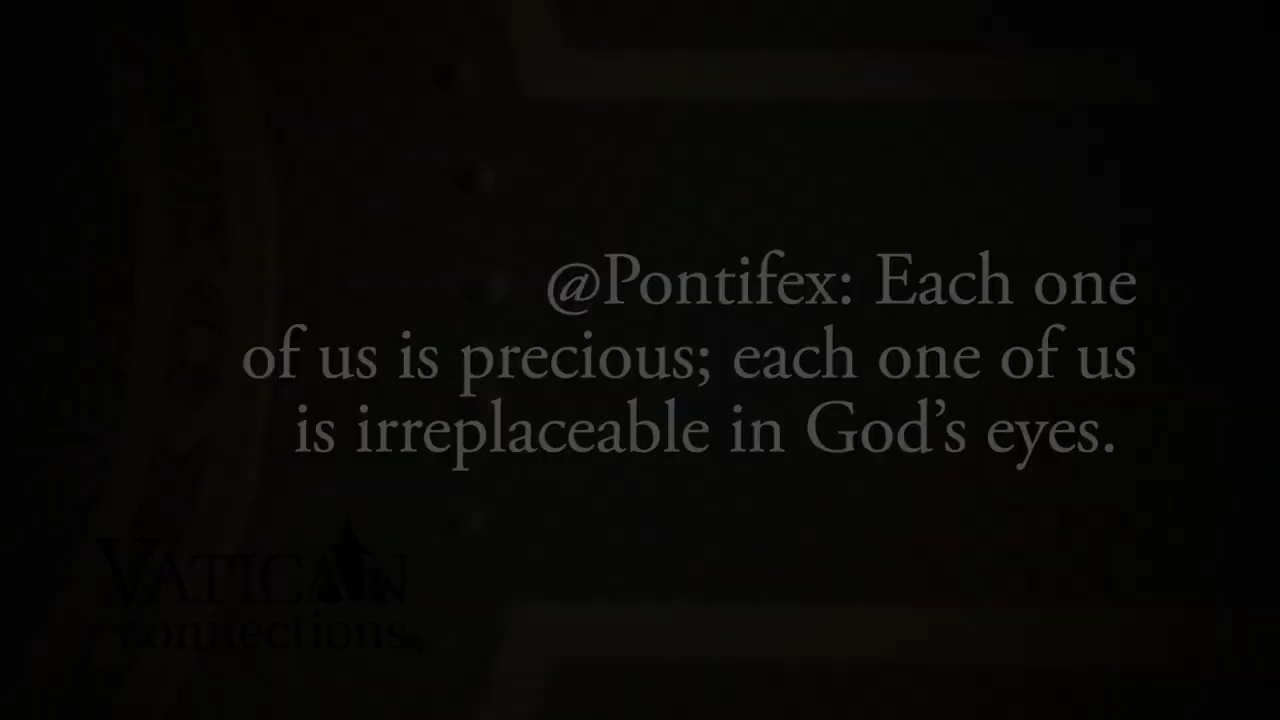 @Pontifex: Each one
of us is precious; each one of us
is irreplaceable in God’s eyes.
VATICAN
connections